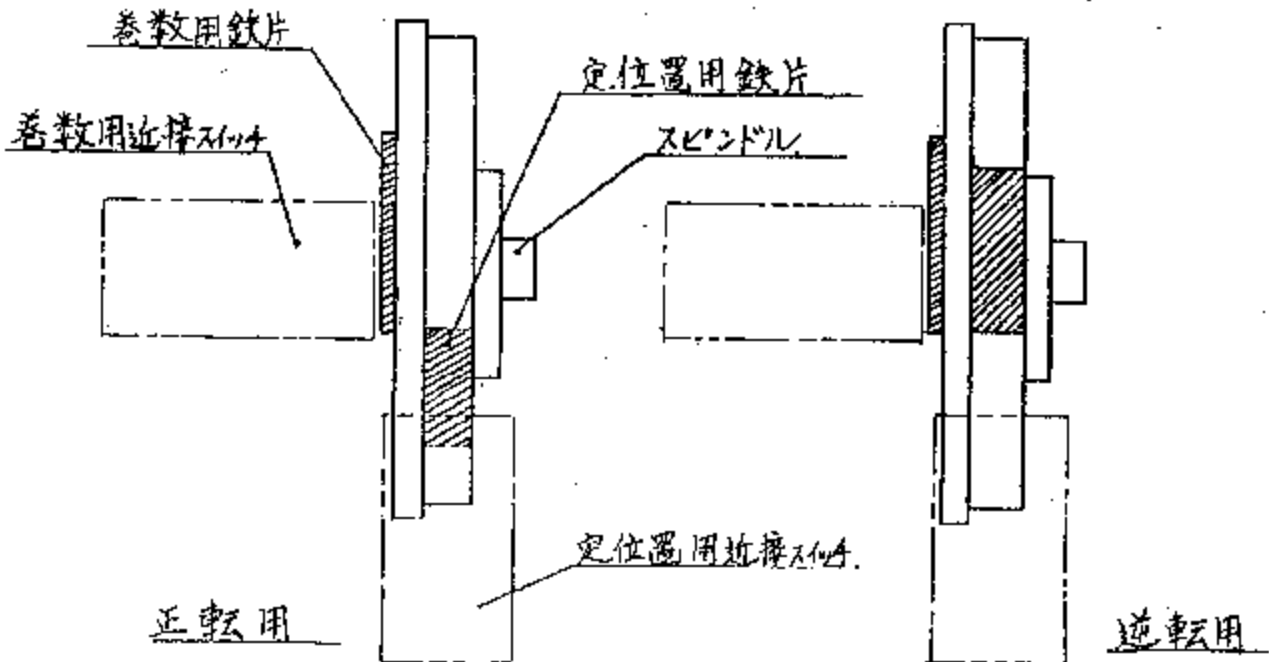 巻数用鉄片
定位置用鉄片
巻数用近接スイッチ
スピンドル
定位置用近接スイッチ.
正転用
逆転用